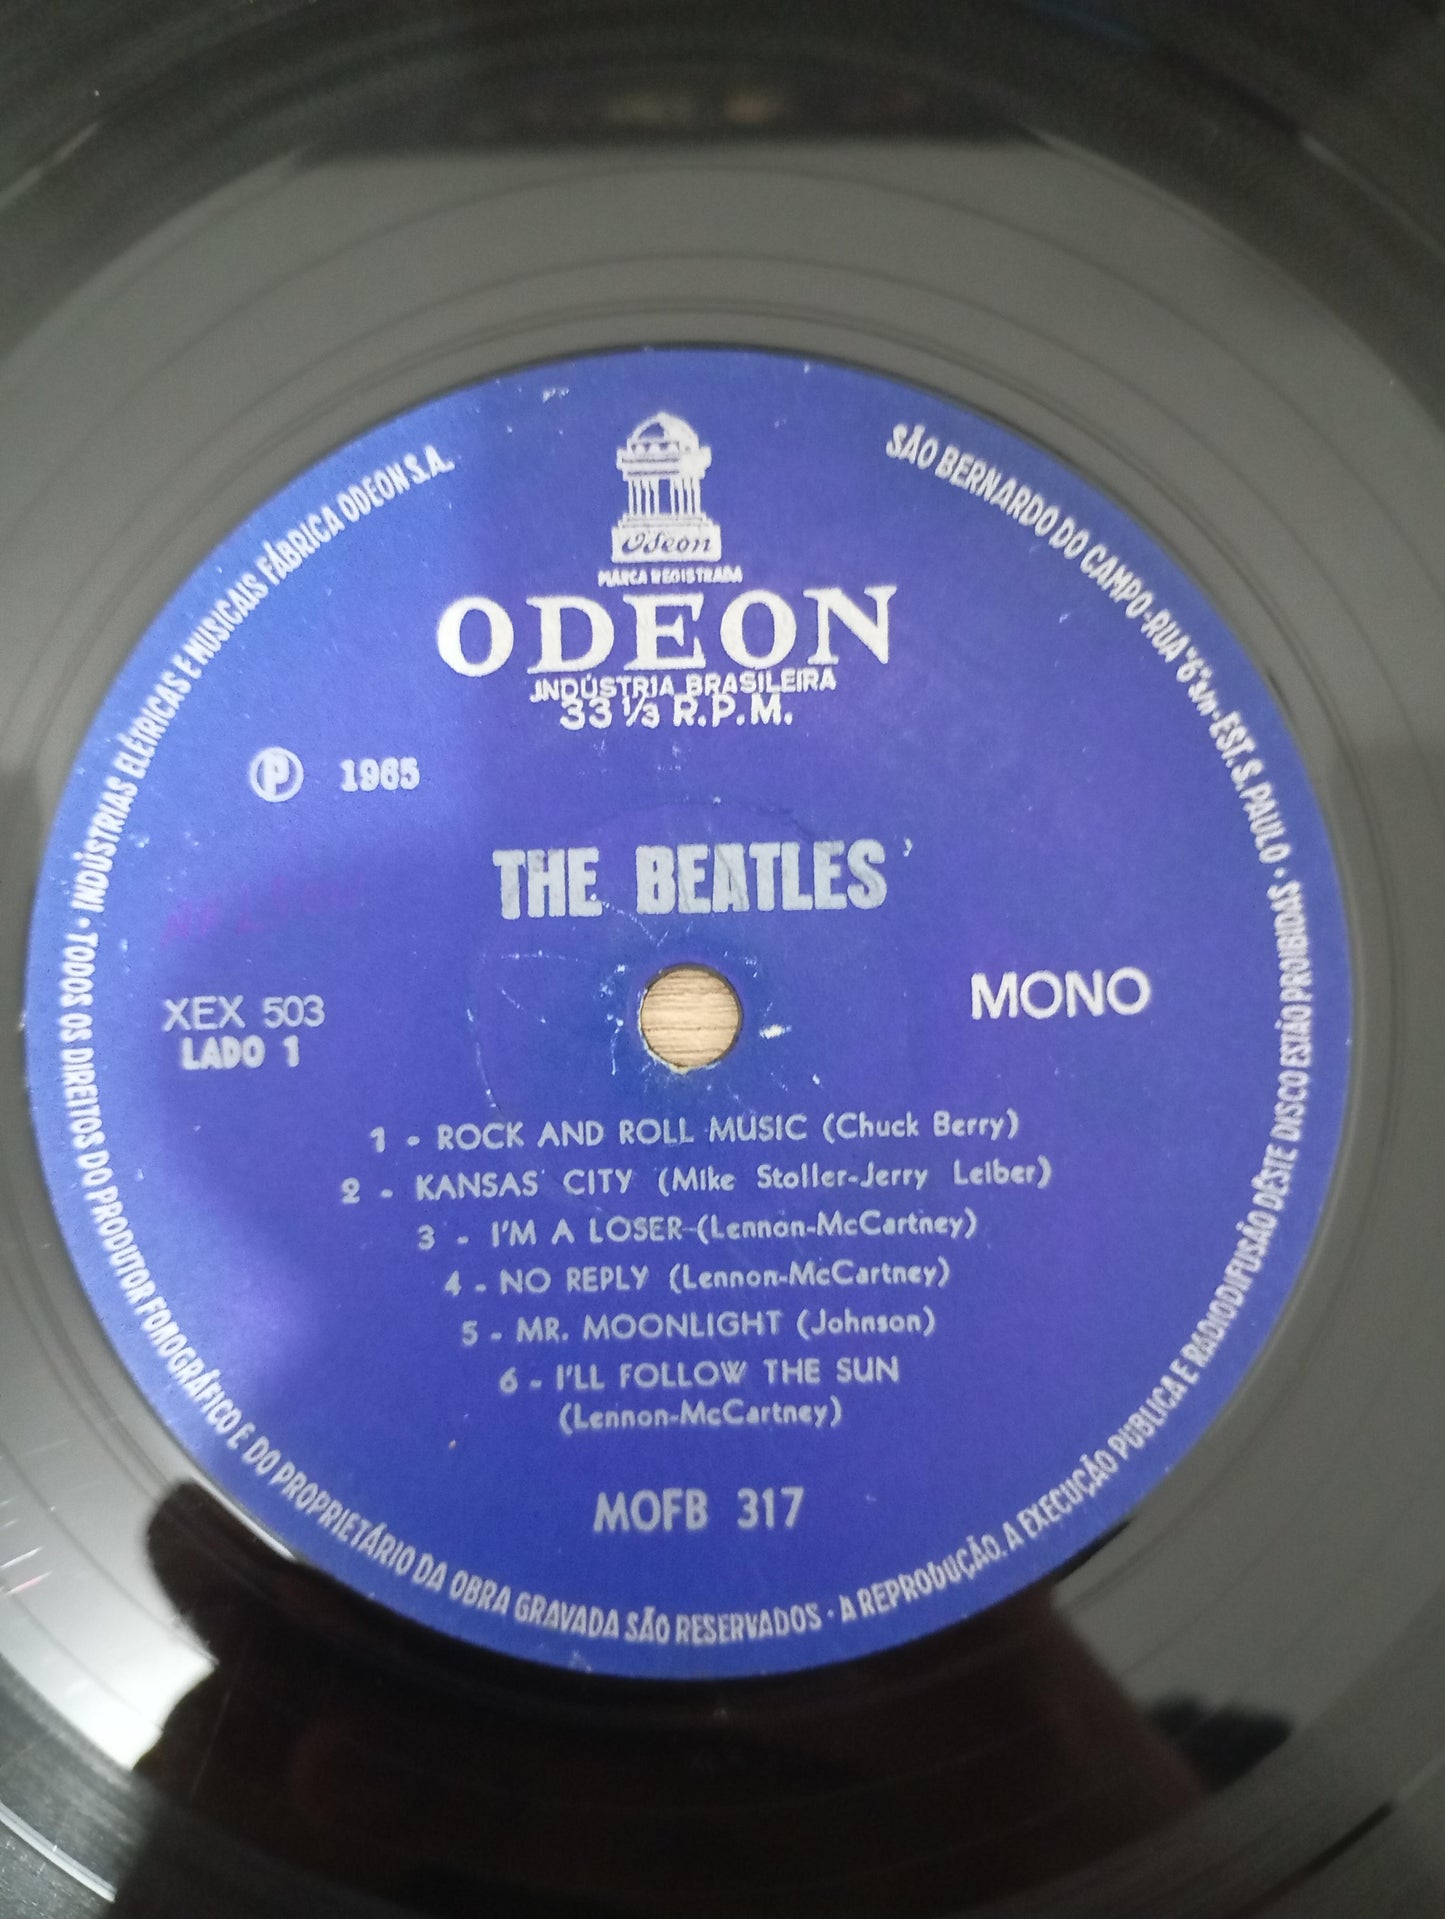 Odeon
MARCA REGISTRADA
ODEON
INDÚSTRIA BRASILEIRA
33 1/3 R.P.M.
Ⓟ 1965
THE BEATLES
XEX 503
LADO 1
MONO
1 - ROCK AND ROLL MUSIC (Chuck Berry)
2 - KANSAS CITY (Mike Stoller-Jerry Leiber)
3 - I'M A LOSER-(Lennon-McCartney)
4 - NO REPLY (Lennon-McCartney)
5 - MR. MOONLIGHT (Johnson)
6 - I'LL FOLLOW THE SUN
(Lennon-McCartney)
MOFB 317
• INDÚSTRIAS ELÉTRICAS E MUSICAIS FÁBRICA ODEON S.A.
SÃO BERNARDO DO CAMPO-RUA "6" s/n-EST. S. PAULO •
TODOS OS DIREITOS DO PRODUTOR FONOGRÁFICO E DO PROPRIETÁRIO DA OBRA GRAVADA SÃO RESERVADOS · A REPRODUÇÃO, A EXECUÇÃO PÚBLICA E RADIODIFUSÃO DÊSTE DISCO ESTÃO PROIBIDAS